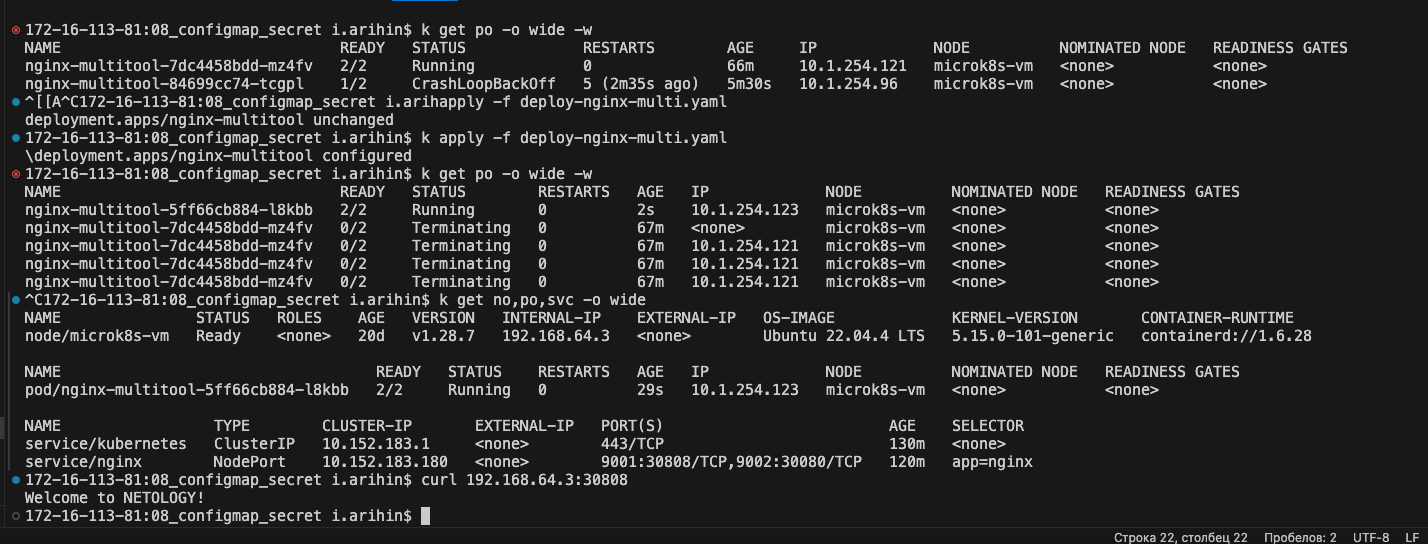 172-16-113-81:08_configmap_secret i.arihin$ k get po -o wide -w
NAME READY STATUS RESTARTS AGE IP NODE NOMINATED NODE READINESS GATES
nginx-multitool-7dc4458bdd-mz4fv 2/2 Running 0 66m 10.1.254.121 microk8s-vm <none> <none>
nginx-multitool-84699cc74-tcgpl 1/2 CrashLoopBackOff 5 (2m35s ago) 5m30s 10.1.254.96 microk8s-vm <none> <none>
^[[A^C172-16-113-81:08_configmap_secret i.arihapply -f deploy-nginx-multi.yaml
deployment.apps/nginx-multitool unchanged
172-16-113-81:08_configmap_secret i.arihin$ k apply -f deploy-nginx-multi.yaml
\deployment.apps/nginx-multitool configured
172-16-113-81:08_configmap_secret i.arihin$ k get po -o wide -w
NAME READY STATUS RESTARTS AGE IP NODE NOMINATED NODE READINESS GATES
nginx-multitool-5ff66cb884-l8kbb 2/2 Running 0 2s 10.1.254.123 microk8s-vm <none> <none>
nginx-multitool-7dc4458bdd-mz4fv 0/2 Terminating 0 67m <none> microk8s-vm <none> <none>
nginx-multitool-7dc4458bdd-mz4fv 0/2 Terminating 0 67m 10.1.254.121 microk8s-vm <none> <none>
nginx-multitool-7dc4458bdd-mz4fv 0/2 Terminating 0 67m 10.1.254.121 microk8s-vm <none> <none>
nginx-multitool-7dc4458bdd-mz4fv 0/2 Terminating 0 67m 10.1.254.121 microk8s-vm <none> <none>
^C172-16-113-81:08_configmap_secret i.arihin$ k get no,po,svc -o wide
NAME STATUS ROLES AGE VERSION INTERNAL-IP EXTERNAL-IP OS-IMAGE KERNEL-VERSION CONTAINER-RUNTIME
node/microk8s-vm Ready <none> 20d v1.28.7 192.168.64.3 <none> Ubuntu 22.04.4 LTS 5.15.0-101-generic containerd://1.6.28
NAME READY STATUS RESTARTS AGE IP NODE NOMINATED NODE READINESS GATES
pod/nginx-multitool-5ff66cb884-l8kbb 2/2 Running 0 29s 10.1.254.123 microk8s-vm <none> <none>
NAME TYPE CLUSTER-IP EXTERNAL-IP PORT(S) AGE SELECTOR
service/kubernetes ClusterIP 10.152.183.1 <none> 443/TCP 130m <none>
service/nginx NodePort 10.152.183.180 <none> 9001:30808/TCP,9002:30080/TCP 120m app=nginx
172-16-113-81:08_configmap_secret i.arihin$ curl 192.168.64.3:30808
Welcome to NETOLOGY!
172-16-113-81:08_configmap_secret i.arihin$
Строка 22, столбец 22 Пробелов: 2 UTF-8 LF